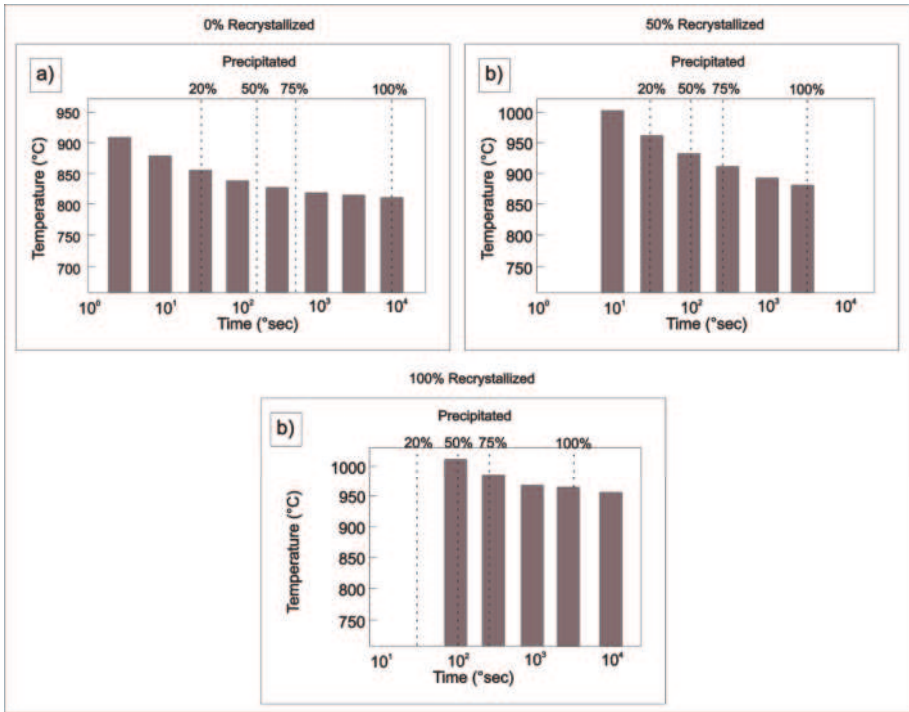 0% Recrystallized
a)
Precipitated
20% 50% 75% 100%
Temperature (°C)
950
900
850
800
750
700
10⁰ 10¹ 10² 10³ 10⁴
Time (°sec)
50% Recrystallized
b)
Precipitated
20% 50% 75% 100%
Temperature (°C)
1000
950
900
850
800
750
10⁰ 10¹ 10² 10³ 10⁴
Time (°sec)
100% Recrystallized
b)
Precipitated
20% 50% 75% 100%
Temperature (°C)
1000
950
900
850
800
750
10¹ 10² 10³ 10⁴
Time (°sec)